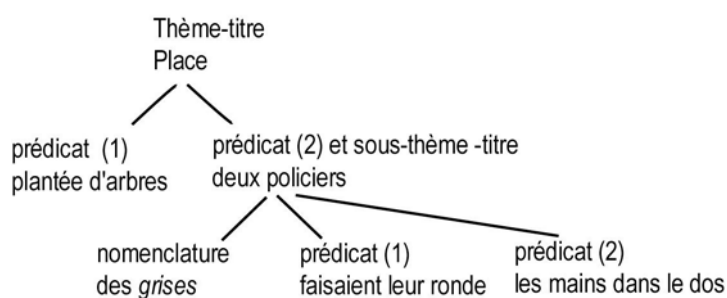 Thème-titre
Place
prédicat (1)
plantée d'arbres
prédicat (2) et sous-thème -titre
deux policiers
nomenclature
des grises
prédicat (1)
faisaient leur ronde
prédicat (2)
les mains dans le dos